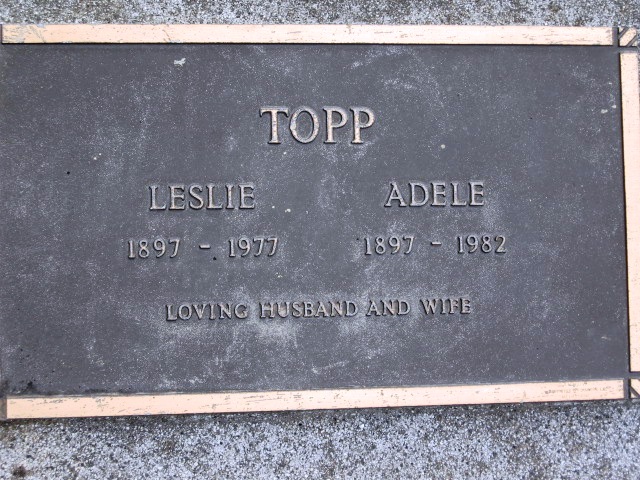 TOPP
LESLIE ADELE
1897 - 1977 1897 - 1982
LOVING HUSBAND AND WIFE